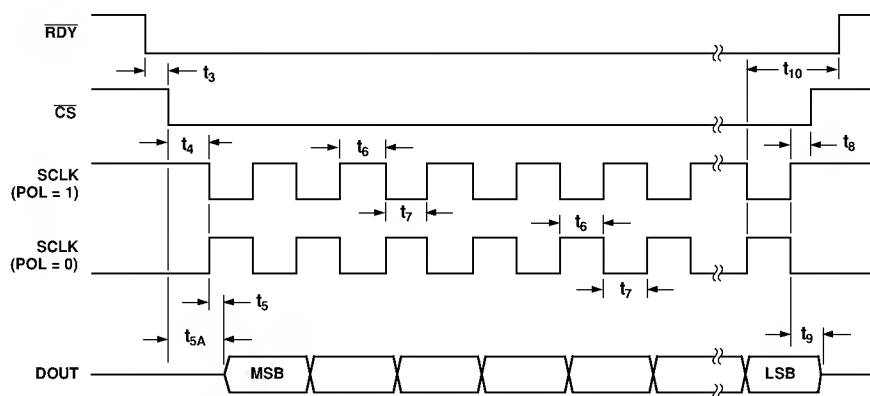 RDY
t3
t10
CS
t4
t6
t8
SCLK
(POL = 1)
t7
t6
SCLK
(POL = 0)
t7
t5
t5A
t9
DOUT
MSB
LSB